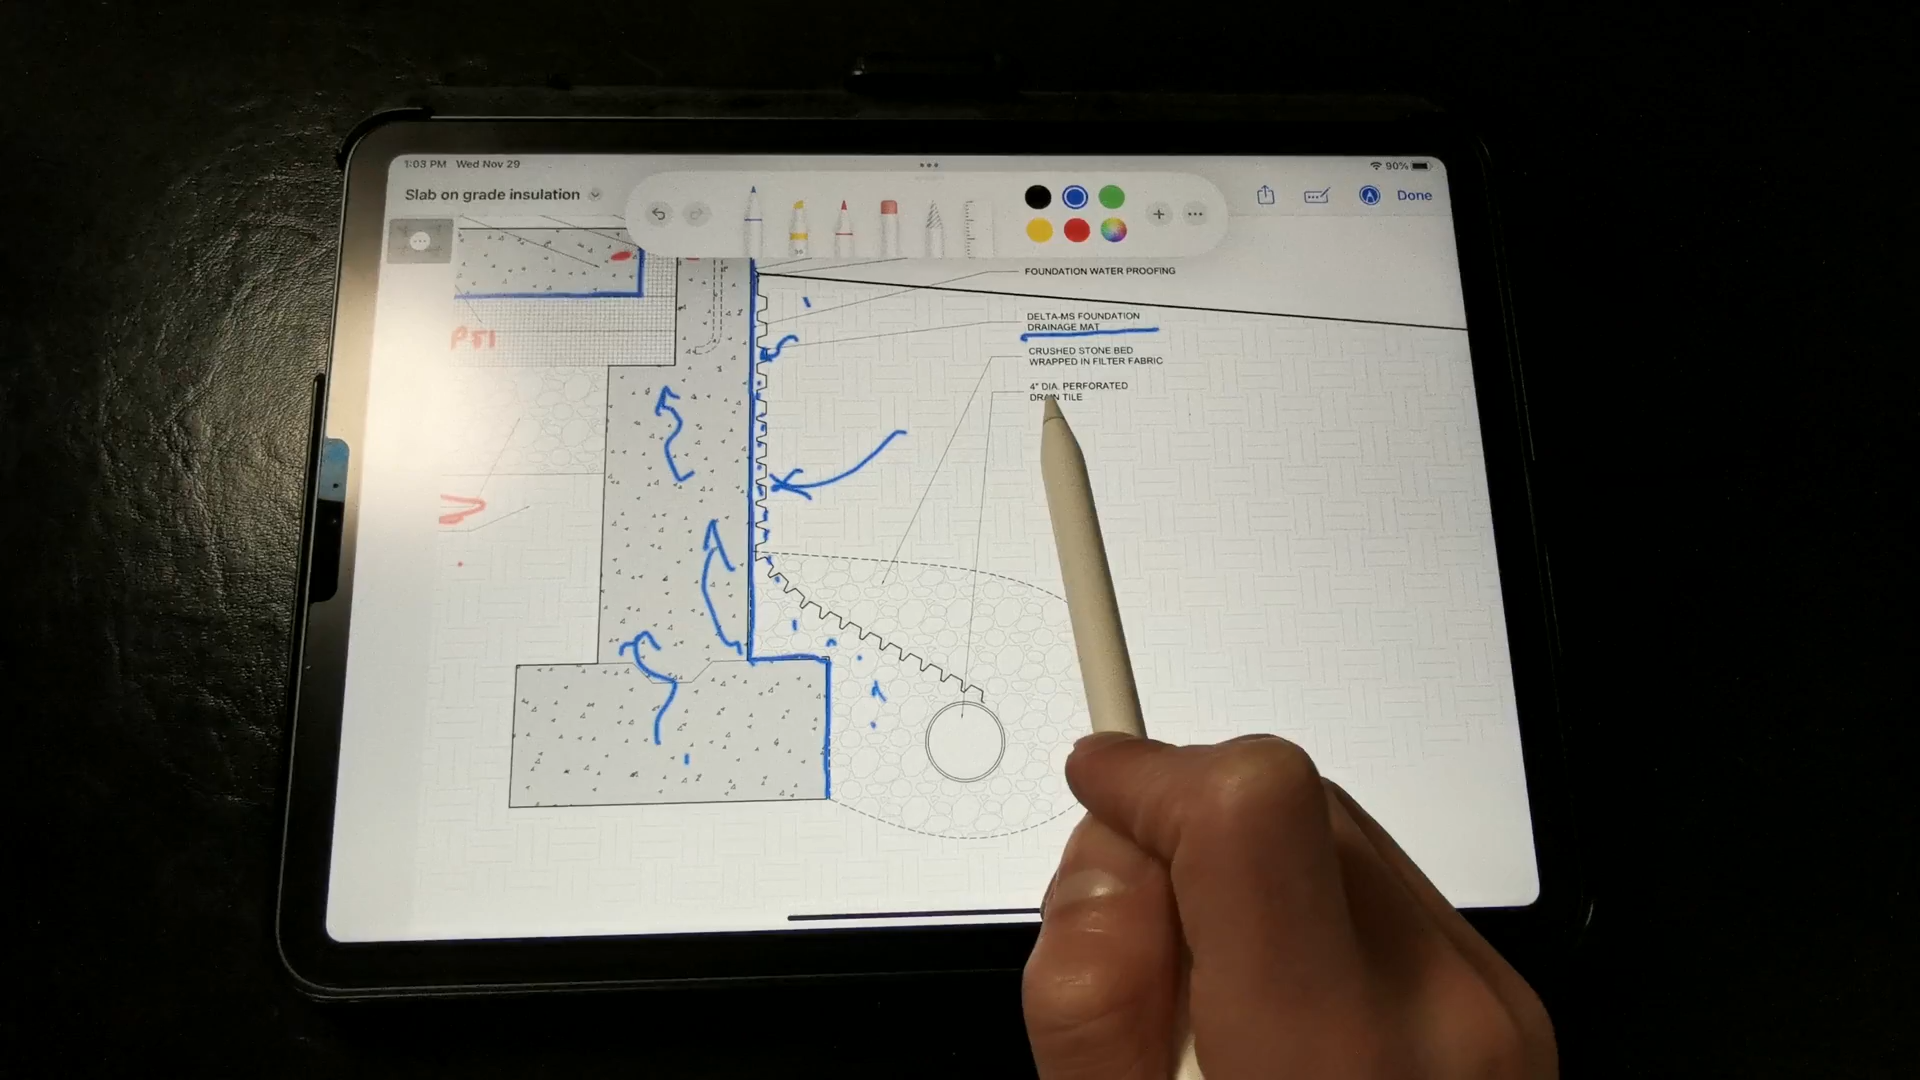 1:03 PM Wed Nov 29
90%
Slab on grade insulation
Done
FOUNDATION WATER PROOFING
DELTA-MS FOUNDATION
DRAINAGE MAT
CRUSHED STONE BED
WRAPPED IN FILTER FABRIC
4" DIA. PERFORATED
DRAIN TILE
PSI